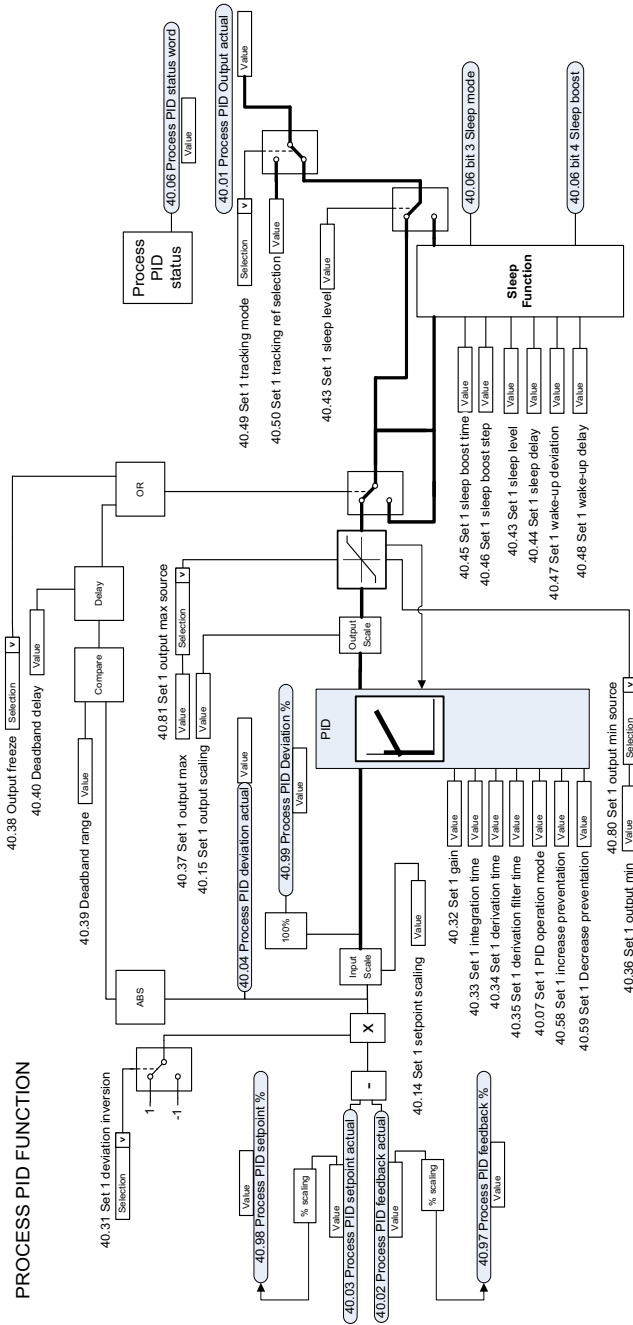 PROCESS PID FUNCTION
40.31 Set 1 deviation inversion
Selection
v
1
-1
40.98 Process PID setpoint %
Value
% scaling
Value
40.03 Process PID setpoint actual
40.02 Process PID feedback actual
Value
% scaling
40.97 Process PID feedback %
Value
-
X
ABS
40.04 Process PID deviation actual
Value
100%
40.99 Process PID Deviation %
Value
Input
Scale
40.14 Set 1 setpoint scaling
Value
40.38 Output freeze
Selection
v
40.40 Deadband delay
Value
40.39 Deadband range
Value
Compare
Delay
OR
40.81 Set 1 output max source
40.37 Set 1 output max
Value
Selection
v
40.15 Set 1 output scaling
Value
PID
Output
Scale
40.32 Set 1 gain
Value
40.33 Set 1 integration time
Value
40.34 Set 1 derivation time
Value
40.35 Set 1 derivation filter time
Value
40.07 Set 1 PID operation mode
Value
40.58 Set 1 increase preventation
Value
40.59 Set 1 Decrease preventation
Value
40.80 Set 1 output min source
40.36 Set 1 output min
Value
Selection
v
Process
PID
status
40.06 Process PID status word
Value
40.01 Process PID Output actual
Value
40.49 Set 1 tracking mode
Selection
v
40.50 Set 1 tracking ref selection
Value
40.43 Set 1 sleep level
Value
40.45 Set 1 sleep boost time
Value
40.46 Set 1 sleep boost step
Value
40.43 Set 1 sleep level
Value
40.44 Set 1 sleep delay
Value
40.47 Set 1 wake-up deviation
Value
40.48 Set 1 wake-up delay
Value
Sleep
Function
40.06 bit 3 Sleep mode
40.06 bit 4 Sleep boost